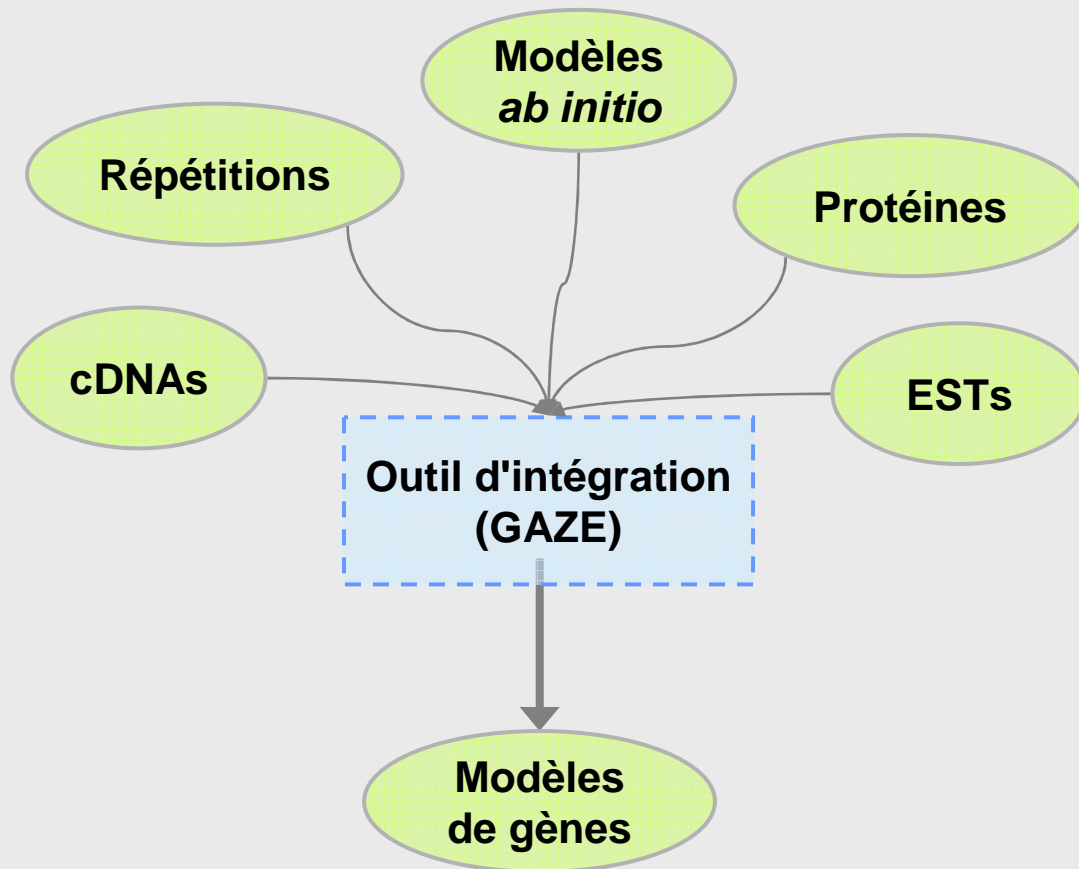 Modèles
ab initio
Répétitions
Protéines
cDNAs
ESTs
Outil d'intégration
(GAZE)
Modèles
de gènes